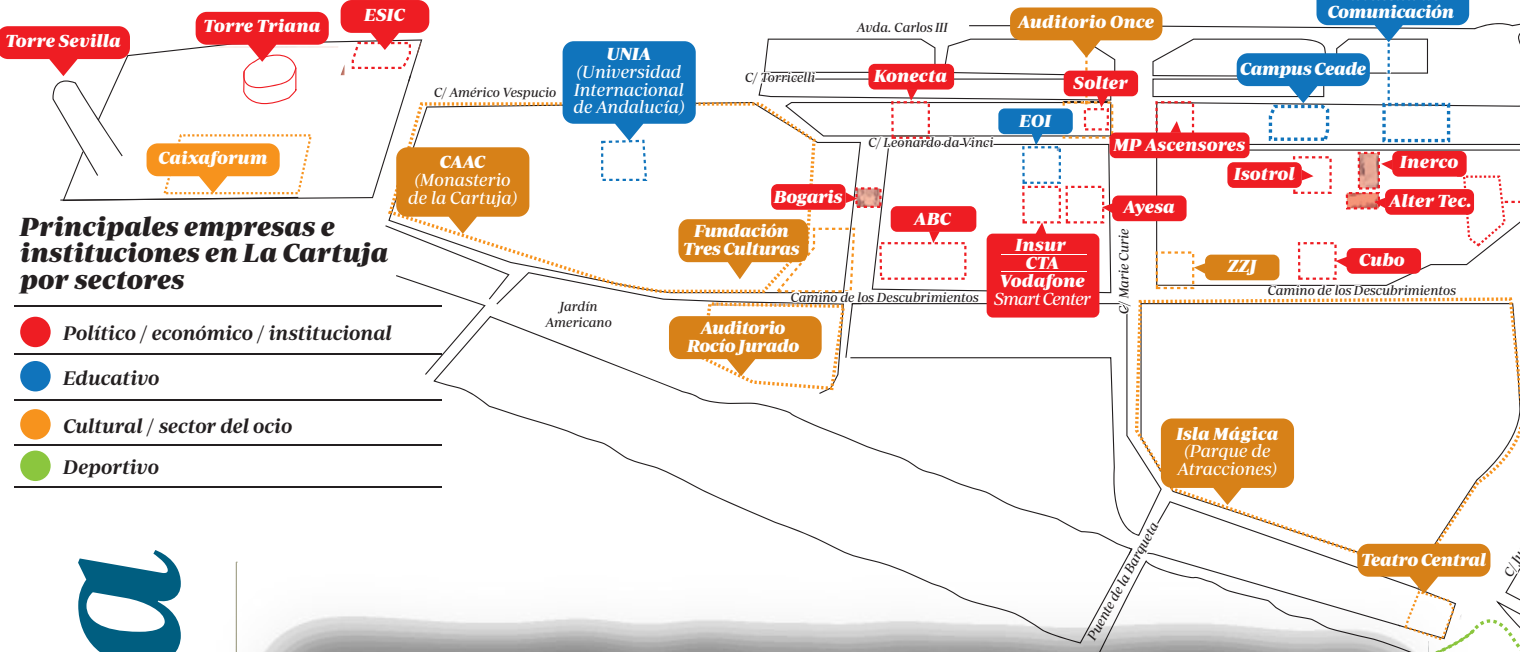 Torre Sevilla
Torre Triana
ESIC
Caixaforum
C/ Américo Vespucio
UNIA
(Universidad
Internacional
de Andalucía)
CAAC
(Monasterio
de la Cartuja)
Avda. Carlos III
C/ Torricelli
Konecta
Auditorio Once
Solter
EOI
C/ Leonardo da Vinci
Comunicación
Campus Ceade
MP Ascensores
Isotrol
Inerco
Alter Tec.
Bogaris
ABC
Ayesa
Insur
CTA
Vodafone
Smart Center
C/ Marie Curie
ZZJ
Cubo
Fundación
Tres Culturas
Camino de los Descubrimientos
Camino de los Descubrimientos
Jardín
Americano
Auditorio
Rocío Jurado
Isla Mágica
(Parque de
Atracciones)
Teatro Central
Puente de la Barqueta
Principales empresas e
instituciones en La Cartuja
por sectores
Político / económico / institucional
Educativo
Cultural / sector del ocio
Deportivo
a